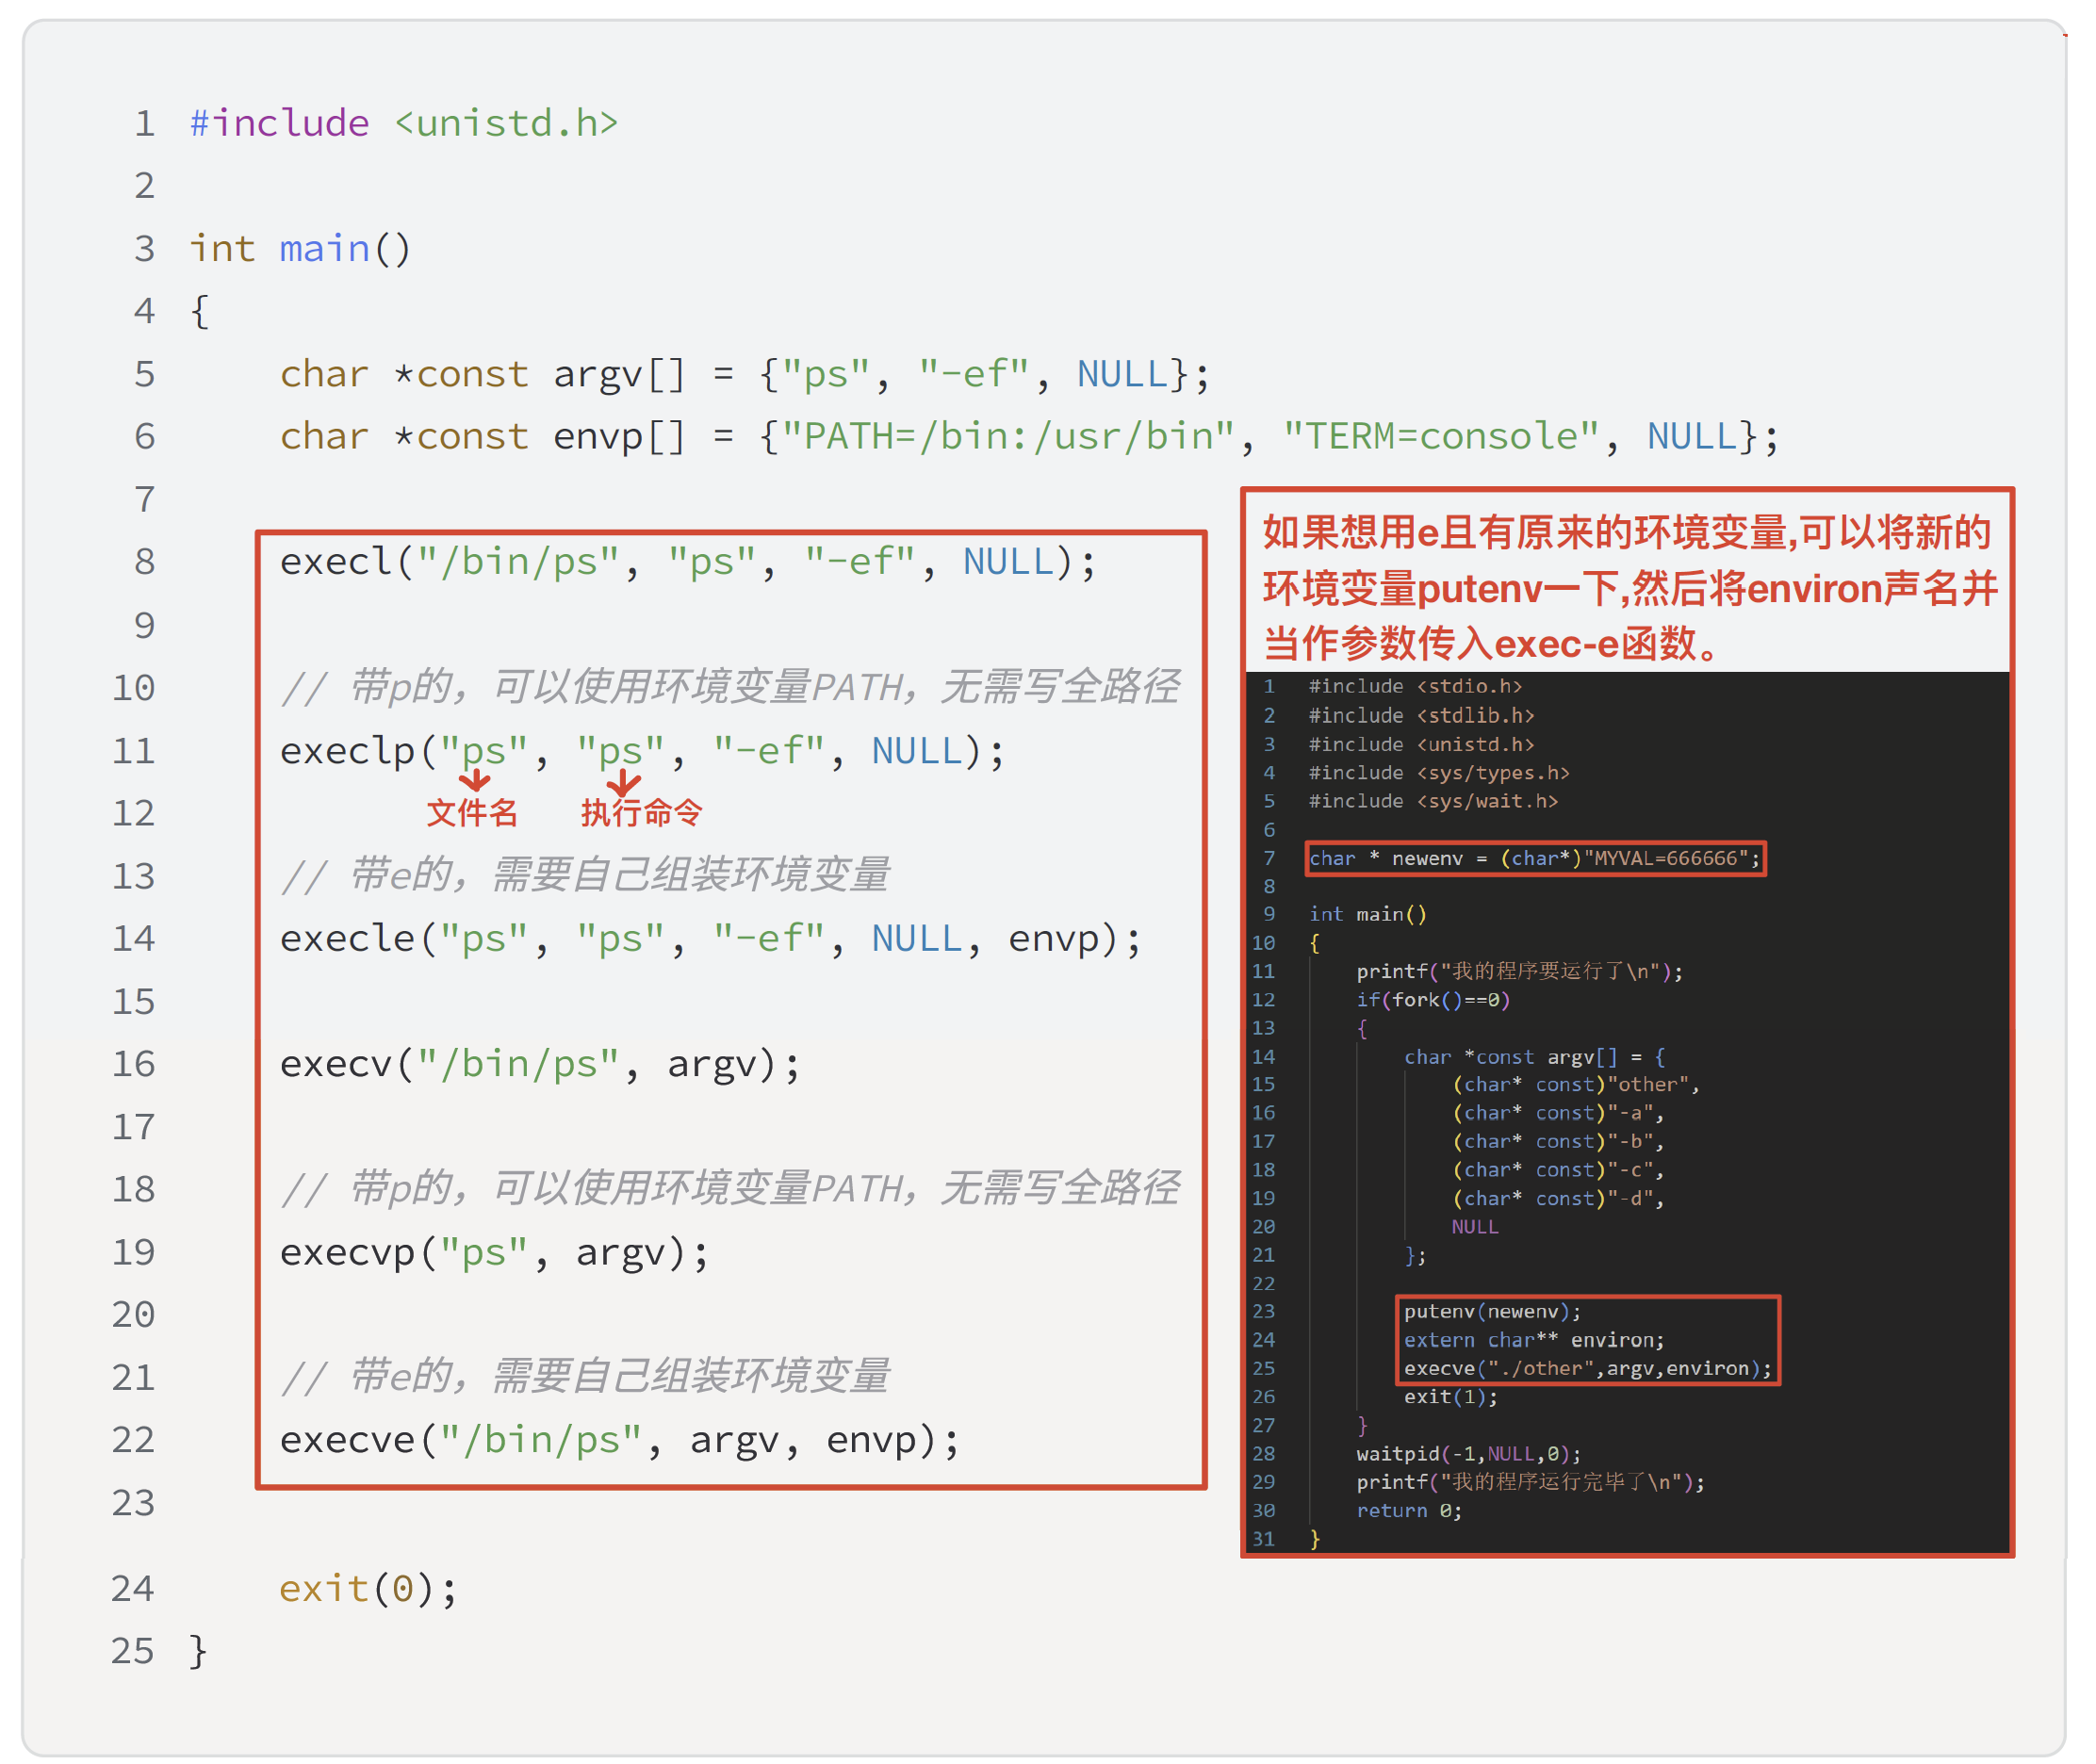 1 #include <unistd.h>
2
3 int main()
4 {
5     char *const argv[] = {"ps", "-ef", NULL};
6     char *const envp[] = {"PATH=/bin:/usr/bin", "TERM=console", NULL};
7
8     execl("/bin/ps", "ps", "-ef", NULL);
9
10     // 带p的，可以使用环境变量PATH，无需写全路径
11     execlp("ps", "ps", "-ef", NULL);
文件名 执行命令
12
13     // 带e的，需要自己组装环境变量
14     execle("ps", "ps", "-ef", NULL, envp);
15
16     execv("/bin/ps", argv);
17
18     // 带p的，可以使用环境变量PATH，无需写全路径
19     execvp("ps", argv);
20
21     // 带e的，需要自己组装环境变量
22     execve("/bin/ps", argv, envp);
23
24     exit(0);
25 }
如果想用e且有原来的环境变量,可以将新的
环境变量putenv一下,然后将environ声名并
当作参数传入exec-e函数。
1 #include <stdio.h>
2 #include <stdlib.h>
3 #include <unistd.h>
4 #include <sys/types.h>
5 #include <sys/wait.h>
6
7 char * newenv = (char*)"MYVAL=666666";
8
9 int main()
10 {
11     printf("我的程序要运行了\n");
12     if(fork()==0)
13     {
14         char *const argv[] = {
15             (char* const)"other",
16             (char* const)"-a",
17             (char* const)"-b",
18             (char* const)"-c",
19             (char* const)"-d",
20             NULL
21         };
22
23         putenv(newenv);
24         extern char** environ;
25         execve("./other",argv,environ);
26         exit(1);
27     }
28     waitpid(-1,NULL,0);
29     printf("我的程序运行完毕了\n");
30     return 0;
31 }